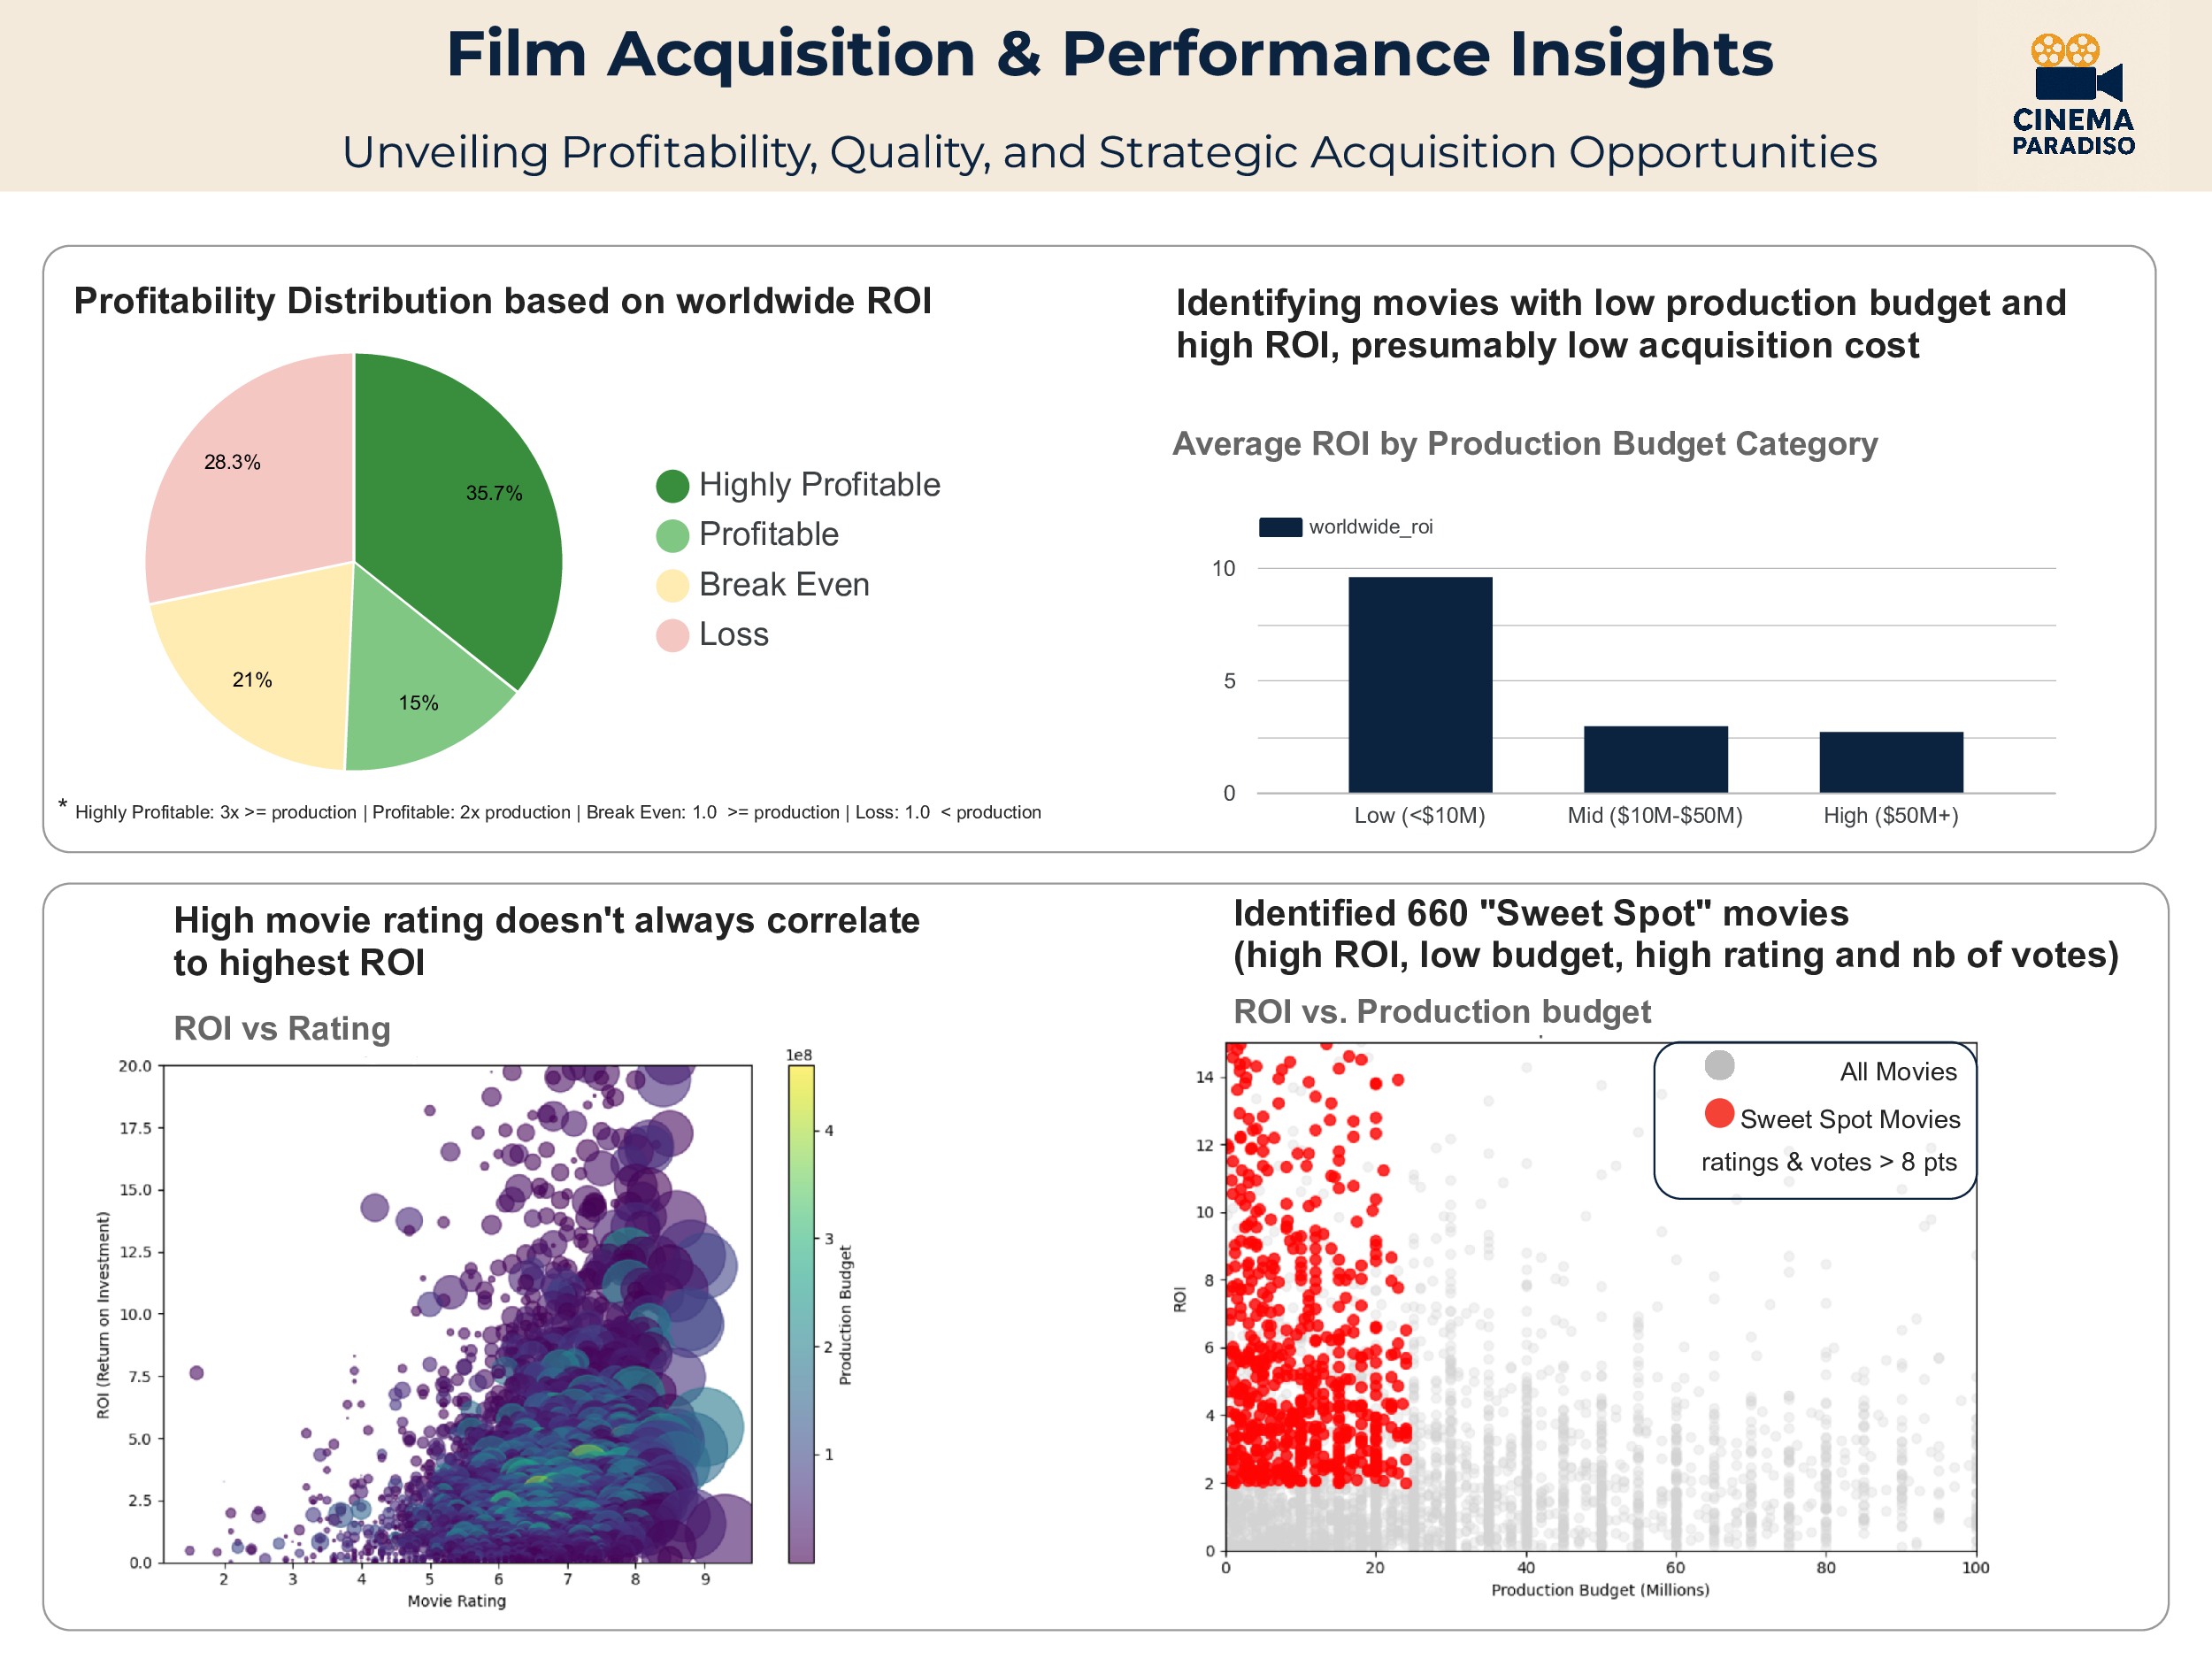 Film Acquisition & Performance Insights
Unveiling Profitability, Quality, and Strategic Acquisition Opportunities
CINEMA
PARADISO
Profitability Distribution based on worldwide ROI
28.3%
35.7%
21%
15%
Highly Profitable
Profitable
Break Even
Loss
* Highly Profitable: 3x >= production | Profitable: 2x production | Break Even: 1.0 >= production | Loss: 1.0 < production
Identifying movies with low production budget and
high ROI, presumably low acquisition cost
Average ROI by Production Budget Category
worldwide_roi
10
5
0
Low (<$10M)
Mid ($10M-$50M)
High ($50M+)
High movie rating doesn't always correlate
to highest ROI
ROI vs Rating
20.0
17.5
15.0
12.5
10.0
7.5
5.0
2.5
0.0
ROI (Return on Investment)
2
3
4
5
6
7
8
9
Movie Rating
1e8
4
3
2
1
Production Budget
Identified 660 "Sweet Spot" movies
(high ROI, low budget, high rating and nb of votes)
ROI vs. Production budget
14
12
10
8
6
4
2
0
ROI
0
20
40
60
80
100
Production Budget (Millions)
All Movies
Sweet Spot Movies
ratings & votes > 8 pts